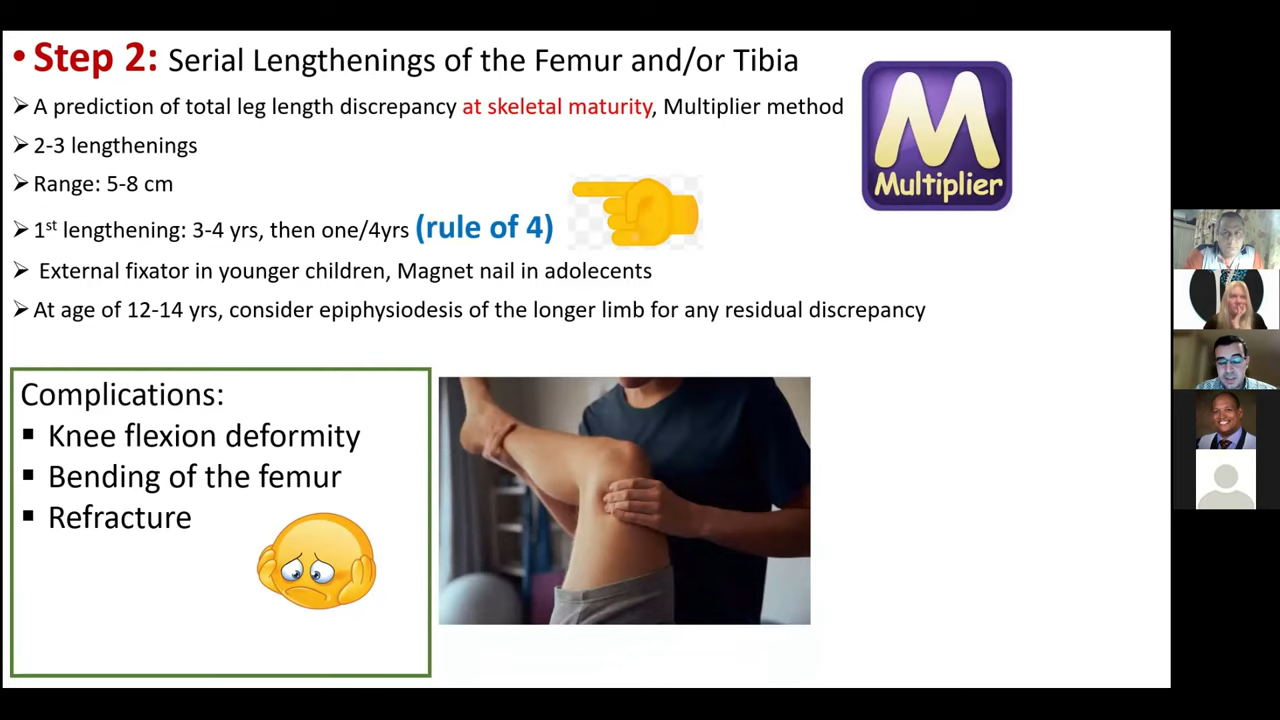 • Step 2: Serial Lengthenings of the Femur and/or Tibia
➢ A prediction of total leg length discrepancy at skeletal maturity, Multiplier method
➢ 2-3 lengthenings
➢ Range: 5-8 cm
➢ 1st lengthening: 3-4 yrs, then one/4yrs (rule of 4)
➢ External fixator in younger children, Magnet nail in adolecents
➢ At age of 12-14 yrs, consider epiphysiodesis of the longer limb for any residual discrepancy
M
Multiplier
Complications:
▪ Knee flexion deformity
▪ Bending of the femur
▪ Refracture